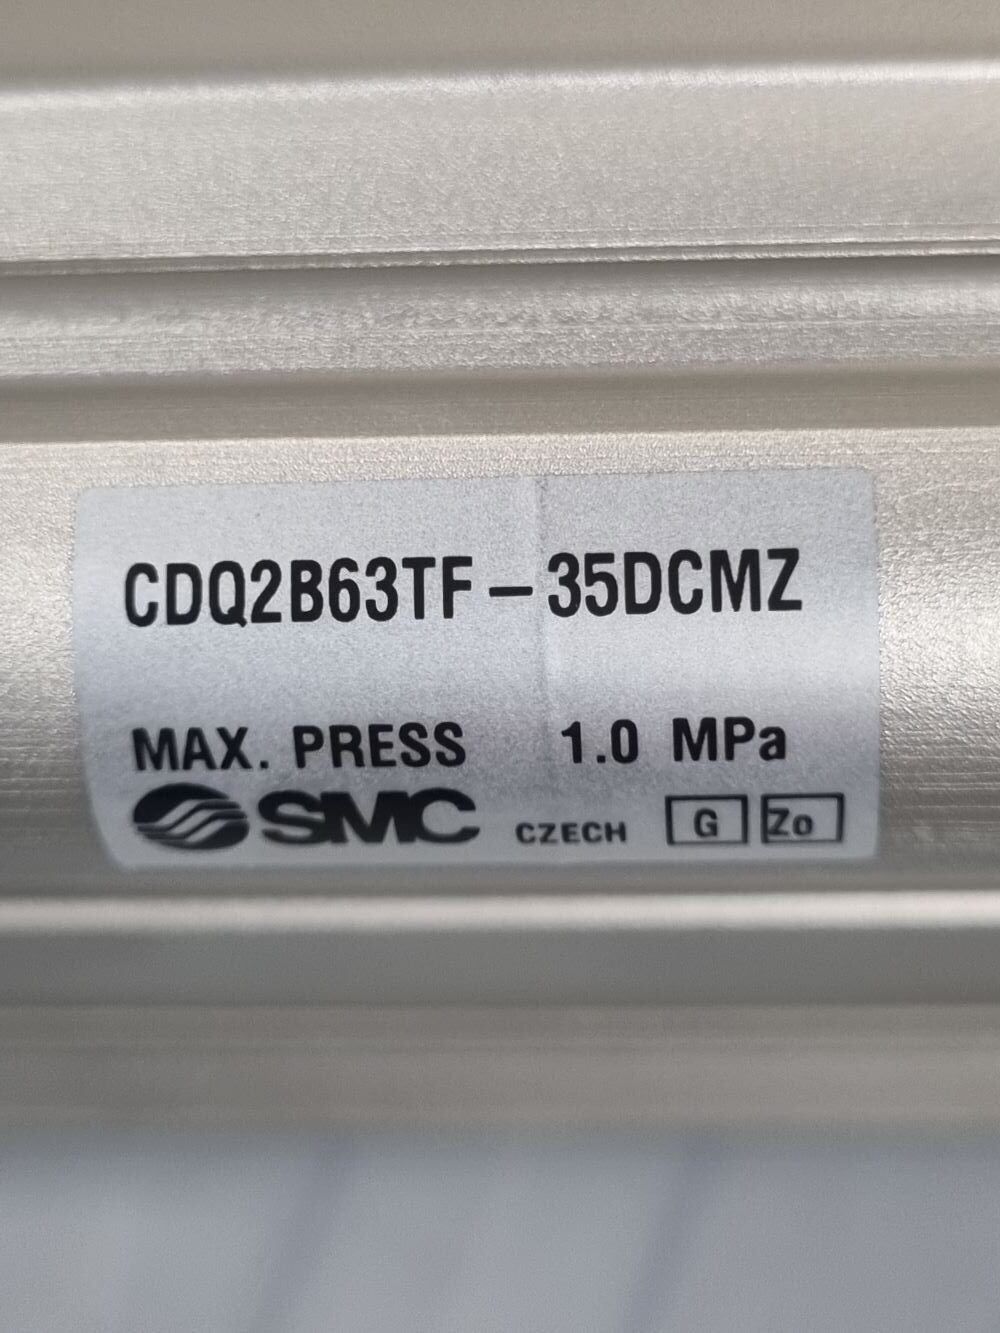 CDQ2B63TF-35DCMZ
MAX. PRESS 1.0 MPa
SMC CZECH G Zo